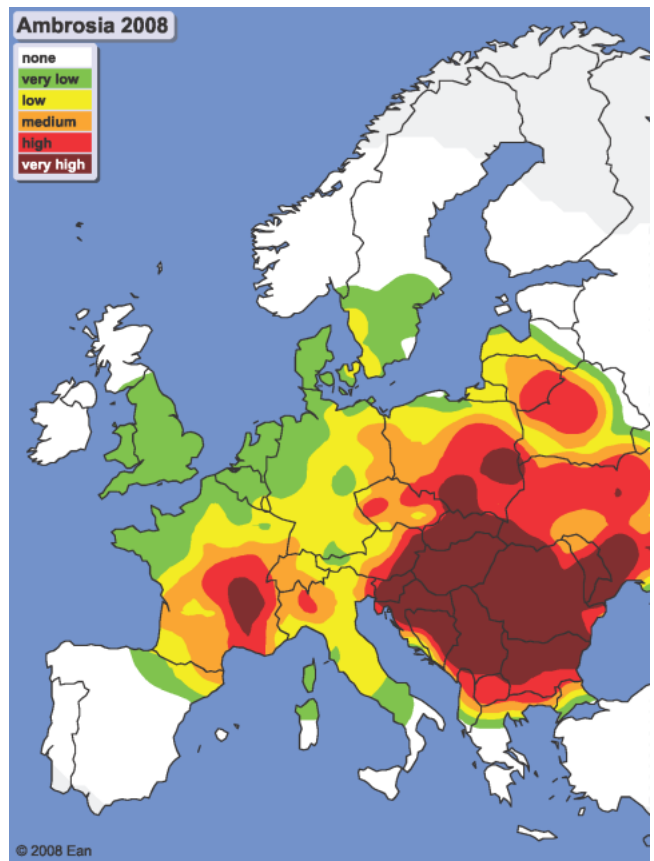 Ambrosia 2008
none
very low
low
medium
high
very high
© 2008 Ean